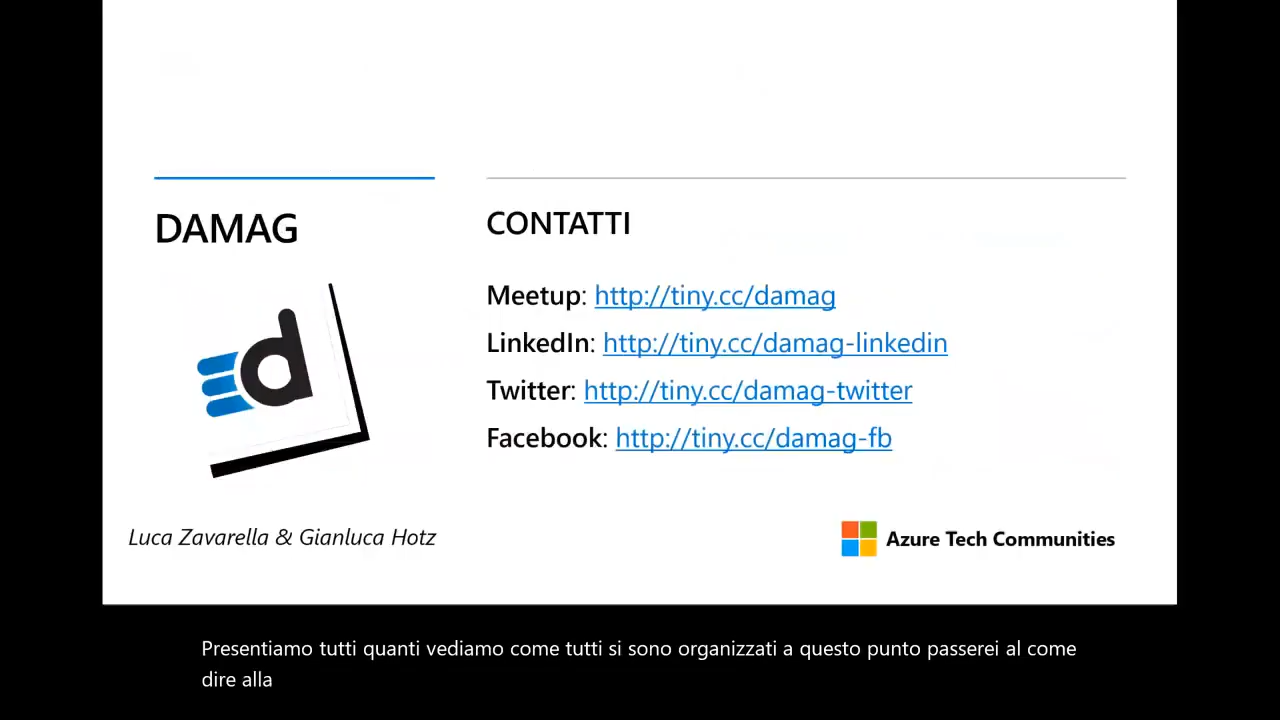 DAMAG
CONTATTI
Meetup: http://tiny.cc/damag
LinkedIn: http://tiny.cc/damag-linkedin
Twitter: http://tiny.cc/damag-twitter
Facebook: http://tiny.cc/damag-fb
d
Luca Zavarella & Gianluca Hotz
Azure Tech Communities
Presentiamo tutti quanti vediamo come tutti si sono organizzati a questo punto passerei al come
dire alla